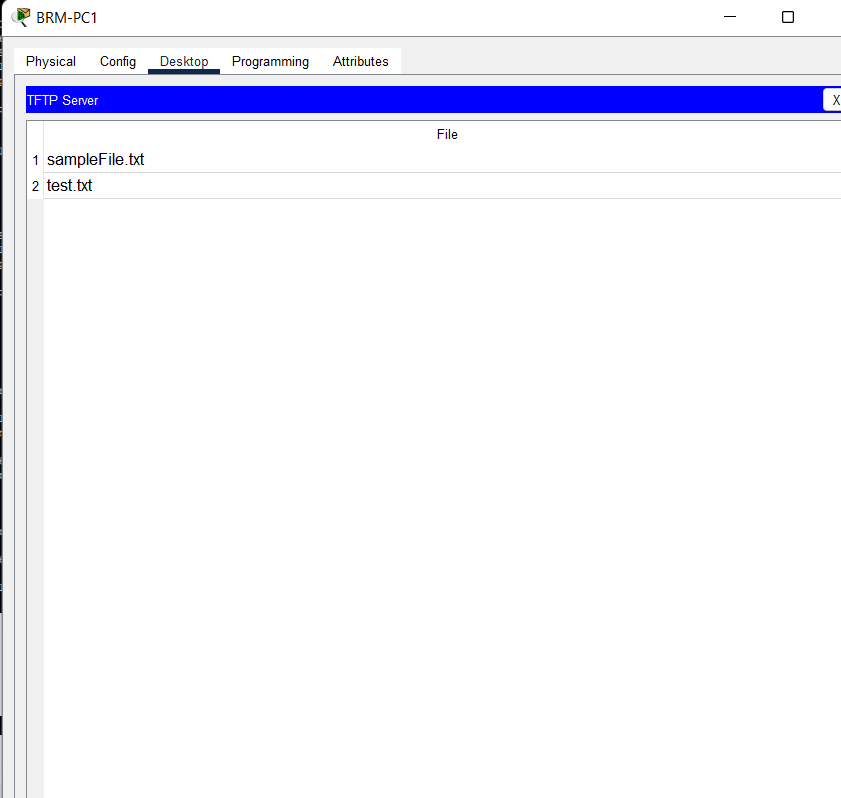 BRM-PC1
Physical Config Desktop Programming Attributes
TFTP Server X
File
1 sampleFile.txt
2 test.txt